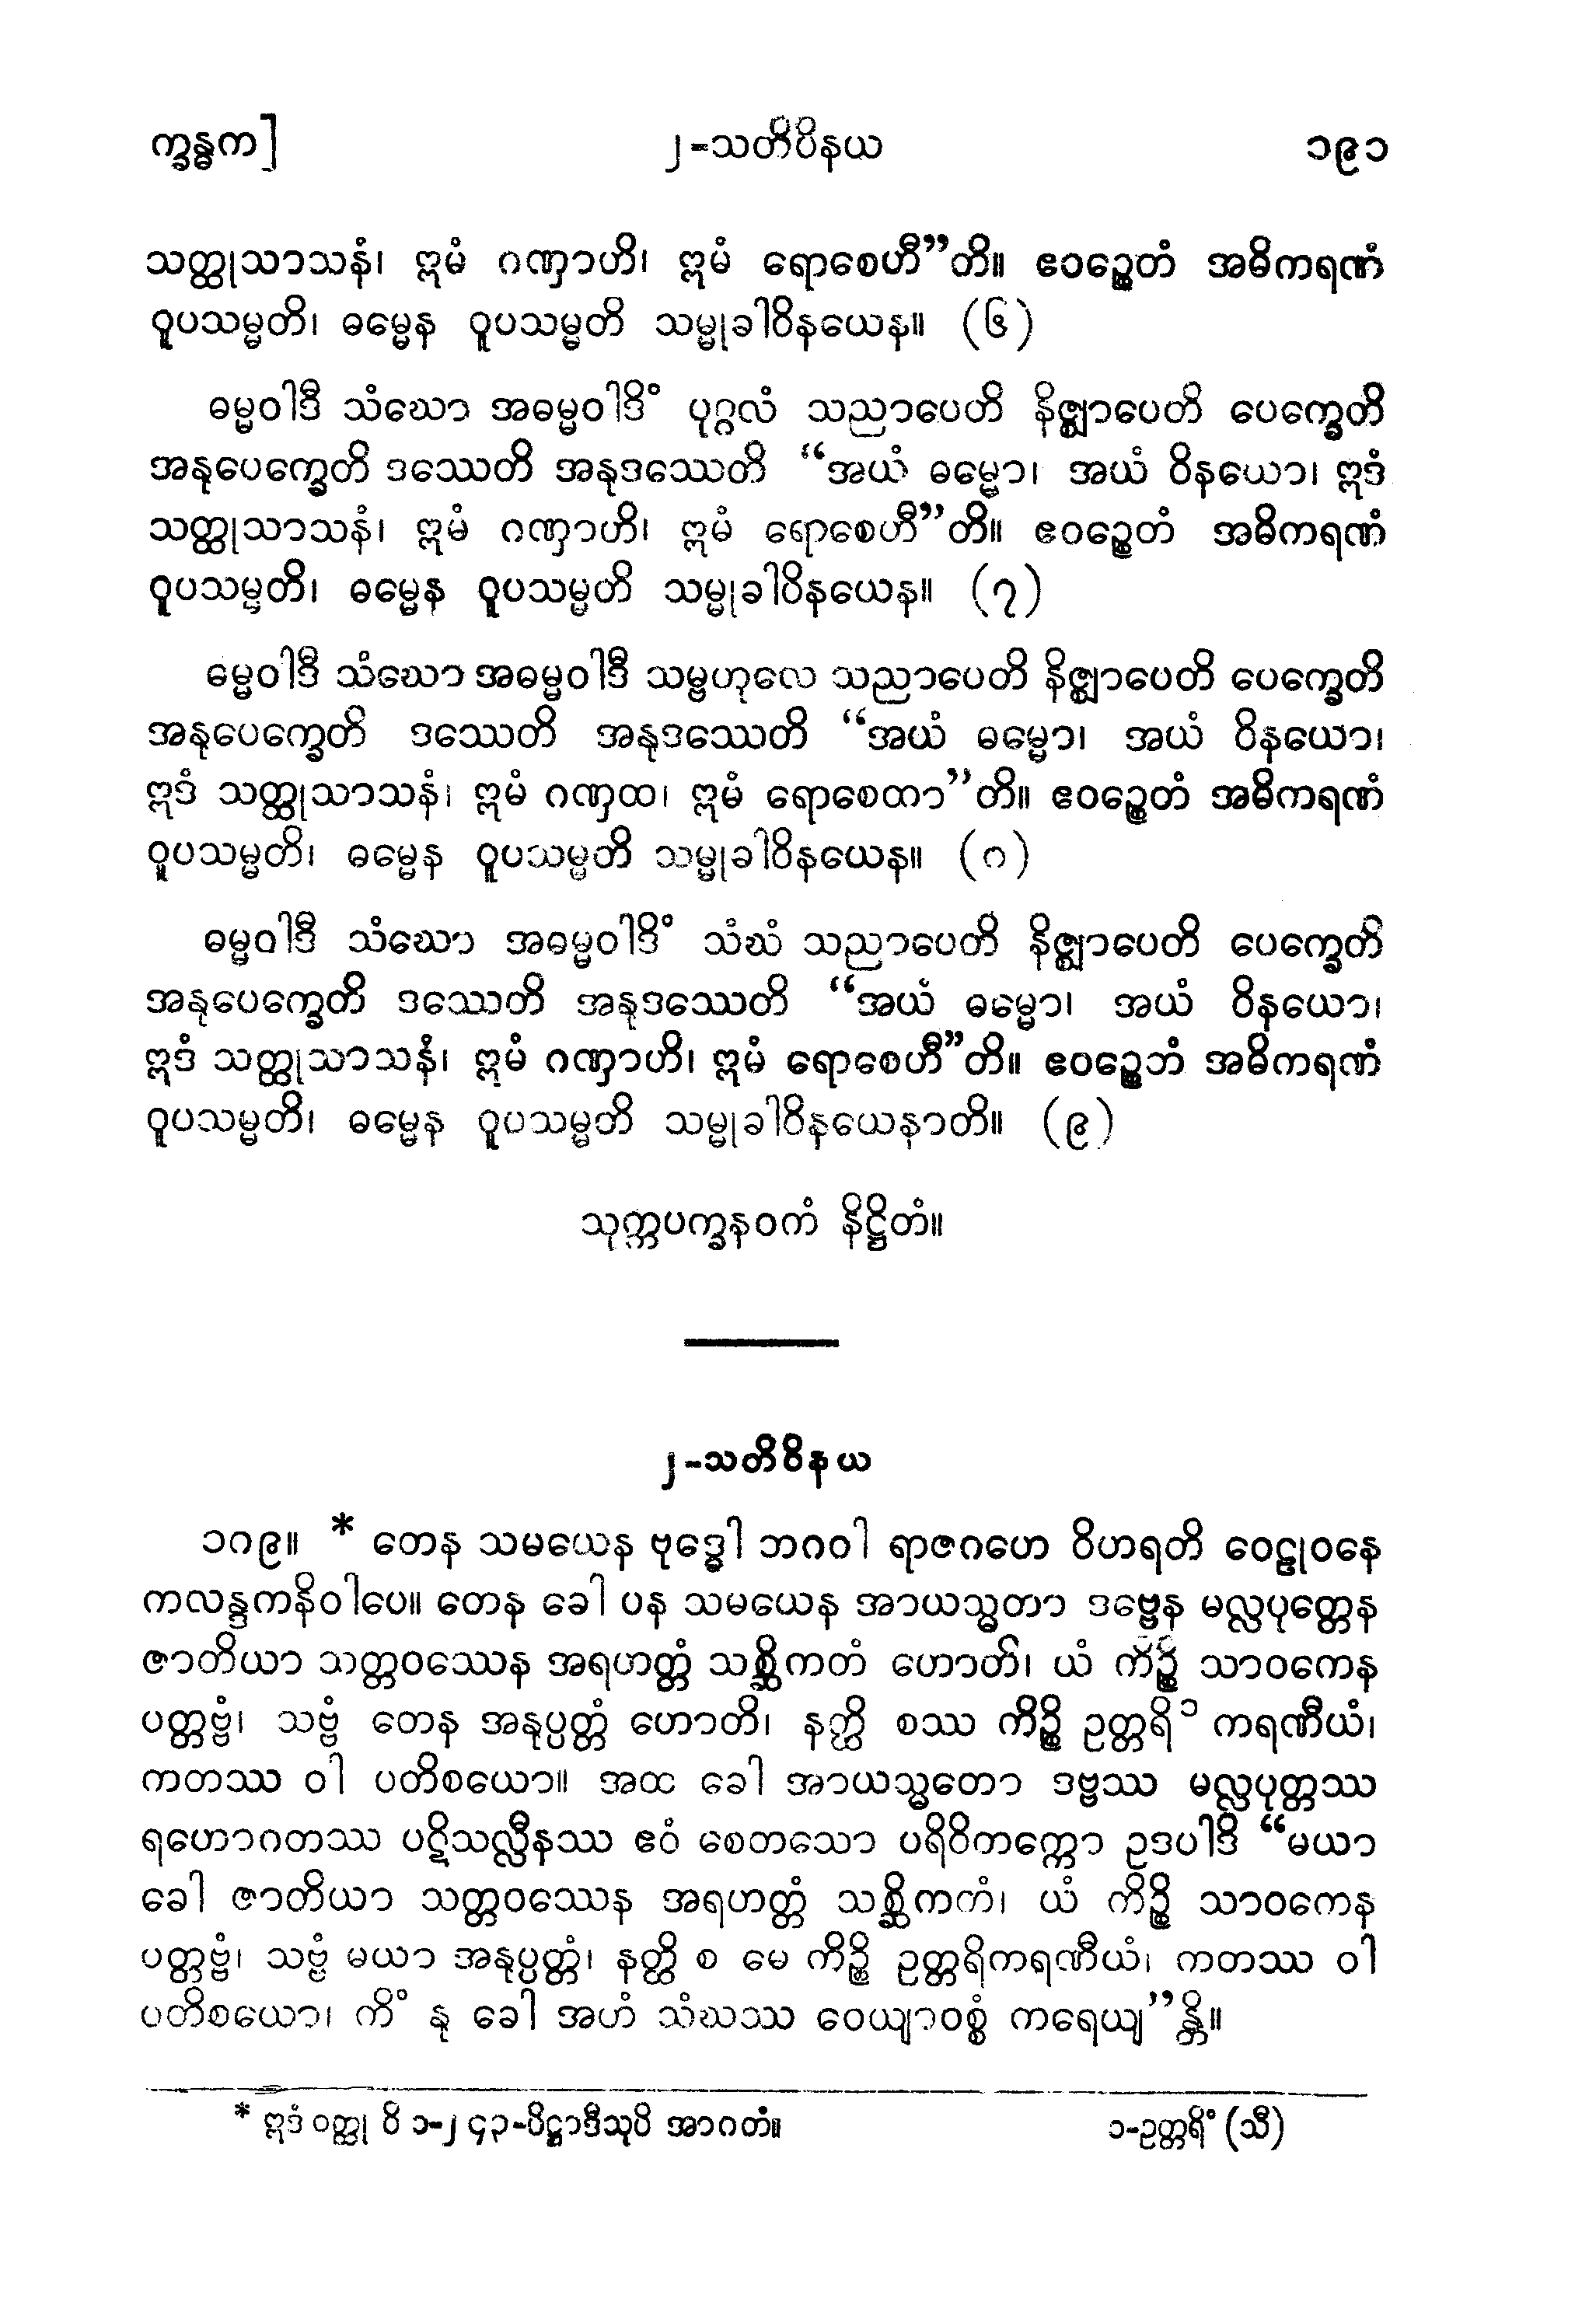 က္ခန္ဓက]
၂-သတိဝိနယ
၁၉၁
သတ္ထုသာသနံ၊ ဣမံ ဂဏှာဟိ၊ ဣမံ ရောစေဟီ”တိ။ ဧဝဉ္စေတံ အဓိကရဏံ
ဝူပသမ္မတိ၊ ဓမ္မေန ဝူပသမ္မတိ သမ္မုခါဝိနယေန။ (၆)
ဓမ္မဝါဒီ သံဃော အဓမ္မဝါဒိံ ပုဂ္ဂလံ သညာပေတိ နိဇ္ဈာပေတိ ပေက္ခေတိ
အနုပေက္ခေတိ ဒဿေတိ အနုဒဿေတိ “အယံ ဓမ္မော၊ အယံ ဝိနယော၊ ဣဒံ
သတ္ထုသာသနံ၊ ဣမံ ဂဏှာဟိ၊ ဣမံ ရောစေဟီ”တိ။ ဧဝဉ္စေတံ အဓိကရဏံ
ဝူပသမ္မတိ၊ ဓမ္မေန ဝူပသမ္မတိ သမ္မုခါဝိနယေန။ (၇)
ဓမ္မေဝါဒီ သံဃော အဓမ္မဝါဒီ သမ္ဗဟုလေ သညာပေတိ နိဇ္ဈာပေတိ ပေက္ခေတိ
အနုပေက္ခေတိ ဒဿေတိ အနုဒဿေတိ “အယံ ဓမ္မော၊ အယံ ဝိနယော၊
ဣဒံ သတ္ထုသာသနံ၊ ဣမံ ဂဏှထ၊ ဣမံ ရောစေထာ”တိ။ ဧဝဉ္စေတံ အဓိကရဏံ
ဝူပသမ္မတိ၊ ဓမ္မေန ဝူပသမ္မတိ သမ္မုခါဝိနယေန။ (၈)
ဓမ္မဝါဒီ သံဃော အဓမ္မဝါဒိံ သံဃံ သညာပေတိ နိဇ္ဈာပေတိ ပေက္ခေတိ
အနုပေက္ခေတိ ဒဿေတိ အနုဒဿေတိ “အယံ ဓမ္မော၊ အယံ ဝိနယော၊
ဣဒံ သတ္ထုသာသနံ၊ ဣမံ ဂဏှာဟိ၊ ဣမံ ရောစေဟီ”တိ။ ဧဝဉ္စေဘံ အဓိကရဏံ
ဝူပသမ္မတိ၊ ဓမ္မေန ဝူပသမ္မတိ သမ္မုခါဝိနယေနာတိ။ (၉)
သုက္ကပက္ခနဝကံ နိဋ္ဌိတံ။
၂-သတိဝိနယ
၁၈၉။ * တေန သမယေန ဗုဒ္ဓေါ ဘဂဝါ ရာဇဂဟေ ဝိဟရတိ ဝေဠုဝနေ
ကလန္ဒကနိဝါပေ။ တေန ခေါ ပန သမယေန အာယသ္မတာ ဒဗ္ဗေန မလ္လပုတ္တေန
ဇာတိယာ သတ္တဝဿေန အရဟတ္တံ သစ္ဆိကတံ ဟောတိ၊ ယံ ကိဉ္စိ သာဝကေန
ပတ္တဗ္ဗံ၊ သဗ္ဗံ တေန အနုပ္ပတ္တံ ဟောတိ၊ နတ္ထိ စဿ ကိဉ္စိ ဥတ္တရိ ၁ ကရဏီယံ၊
ကတဿ ဝါ ပတိစယော။ အထ ခေါ အာယသ္မတော ဒဗ္ဗဿ မလ္လပုတ္တဿ
ရဟောဂတဿ ပဋိသလ္လီနဿ ဧဝံ စေတသော ပရိဝိတက္ကော ဥဒပါဒိ “မယာ
ခေါ ဇာတိယာ သတ္တဝဿေန အရဟတ္တံ သစ္ဆိကတံ၊ ယံ ကိဉ္စိ သာဝကေန
ပတ္တဗ္ဗံ၊ သဗ္ဗံ မယာ အနုပ္ပတ္တံ၊ နတ္ထိ စ မေ ကိဉ္စိ ဥတ္တရိကရဏီယံ၊ ကတဿ ဝါ
ပတိစယော၊ ကိံ နု ခေါ အဟံ သံဃဿ ဝေယျာဝစ္စံ ကရေယျ”န္တိ။
* ဣဒံ ဝတ္ထု ဝိ ၁-၂၄၃-ပိဋ္ဌာဒီသုပိ အာဂတံ။
၁-ဥတ္တရိံ (သီ)